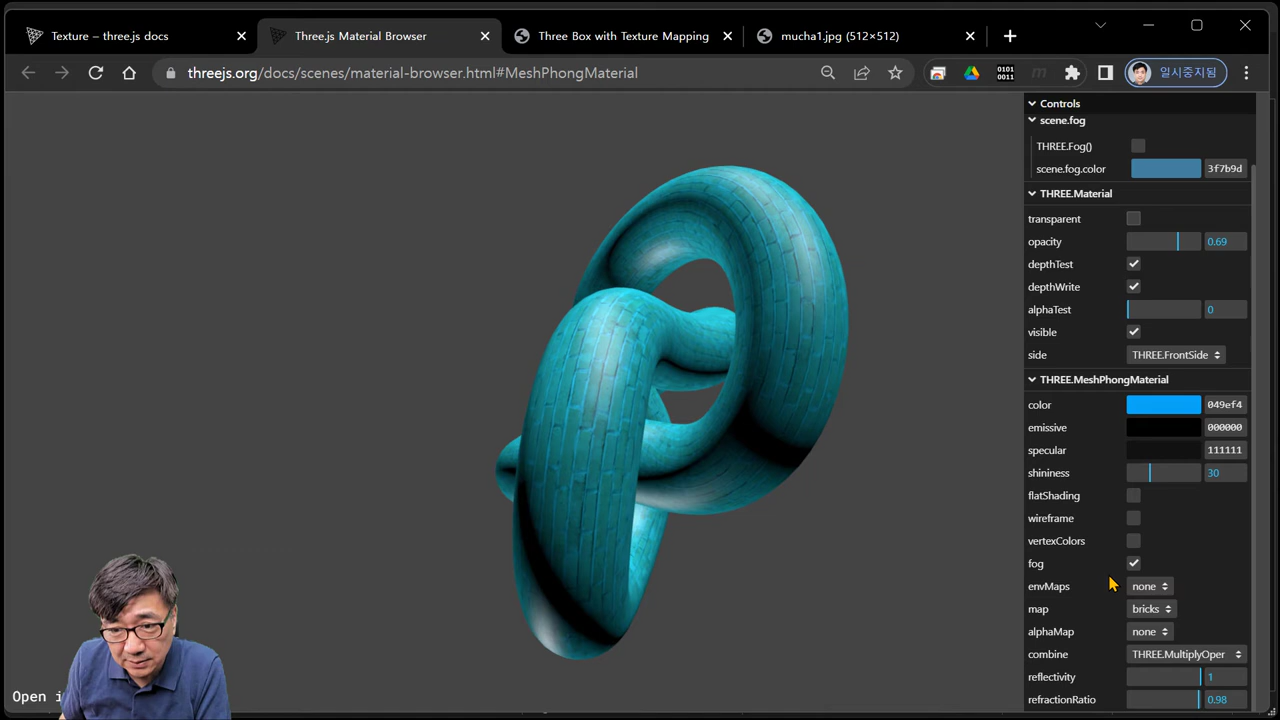 Texture – three.js docs
Three.js Material Browser
Three Box with Texture Mapping
mucha1.jpg (512×512)
threejs.org/docs/scenes/material-browser.html#MeshPhongMaterial
0101
0011
m
일시중지됨
Controls
scene.fog
THREE.Fog()
scene.fog.color 3f7b9d
THREE.Material
transparent
opacity 0.69
depthTest
depthWrite
alphaTest 0
visible
side THREE.FrontSide
THREE.MeshPhongMaterial
color 049ef4
emissive 000000
specular 111111
shininess 30
flatShading
wireframe
vertexColors
fog
envMaps none
map bricks
alphaMap none
combine THREE.MultiplyOper
reflectivity 1
refractionRatio 0.98
Open i